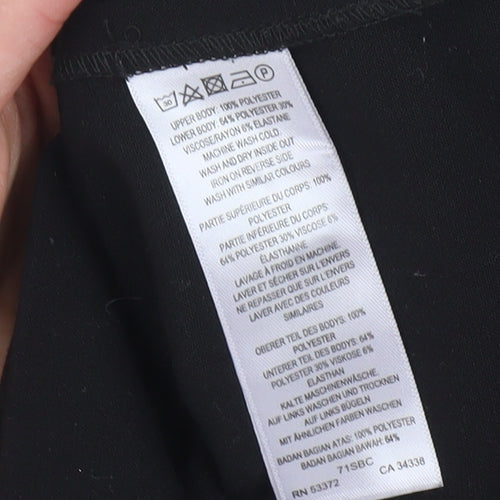 30
P
UPPER BODY: 100% POLYESTER
LOWER BODY: 64% POLYESTER 30%
VISCOSE/RAYON 6% ELASTANE
MACHINE WASH COLD.
WASH AND DRY INSIDE OUT
IRON ON REVERSE SIDE
WASH WITH SIMILAR COLOURS
PARTIE SUPÉRIEURE DU CORPS: 100%
POLYESTER
PARTIE INFÉRIEURE DU CORPS:
64% POLYESTER 30% VISCOSE 6%
ÉLASTHANNE
LAVAGE À FROID EN MACHINE.
LAVER ET SÉCHER SUR L'ENVERS
NE REPASSER QUE SUR L'ENVERS
LAVER AVEC DES COULEURS
SIMILAIRES
OBERER TEIL DES BODYS: 100%
POLYESTER
UNTERER TEIL DES BODYS: 64%
POLYESTER 30% VISKOSE 6%
ELASTHAN
KALTE MASCHINENWÄSCHE.
AUF LINKS WASCHEN UND TROCKNEN
AUF LINKS BÜGELN
MIT ÄHNLICHEN FARBEN WASCHEN
BADAN BAGIAN ATAS: 100% POLYESTER
BADAN BAGIAN BAWAH: 64%
71SBC
RN 53372 CA 34338